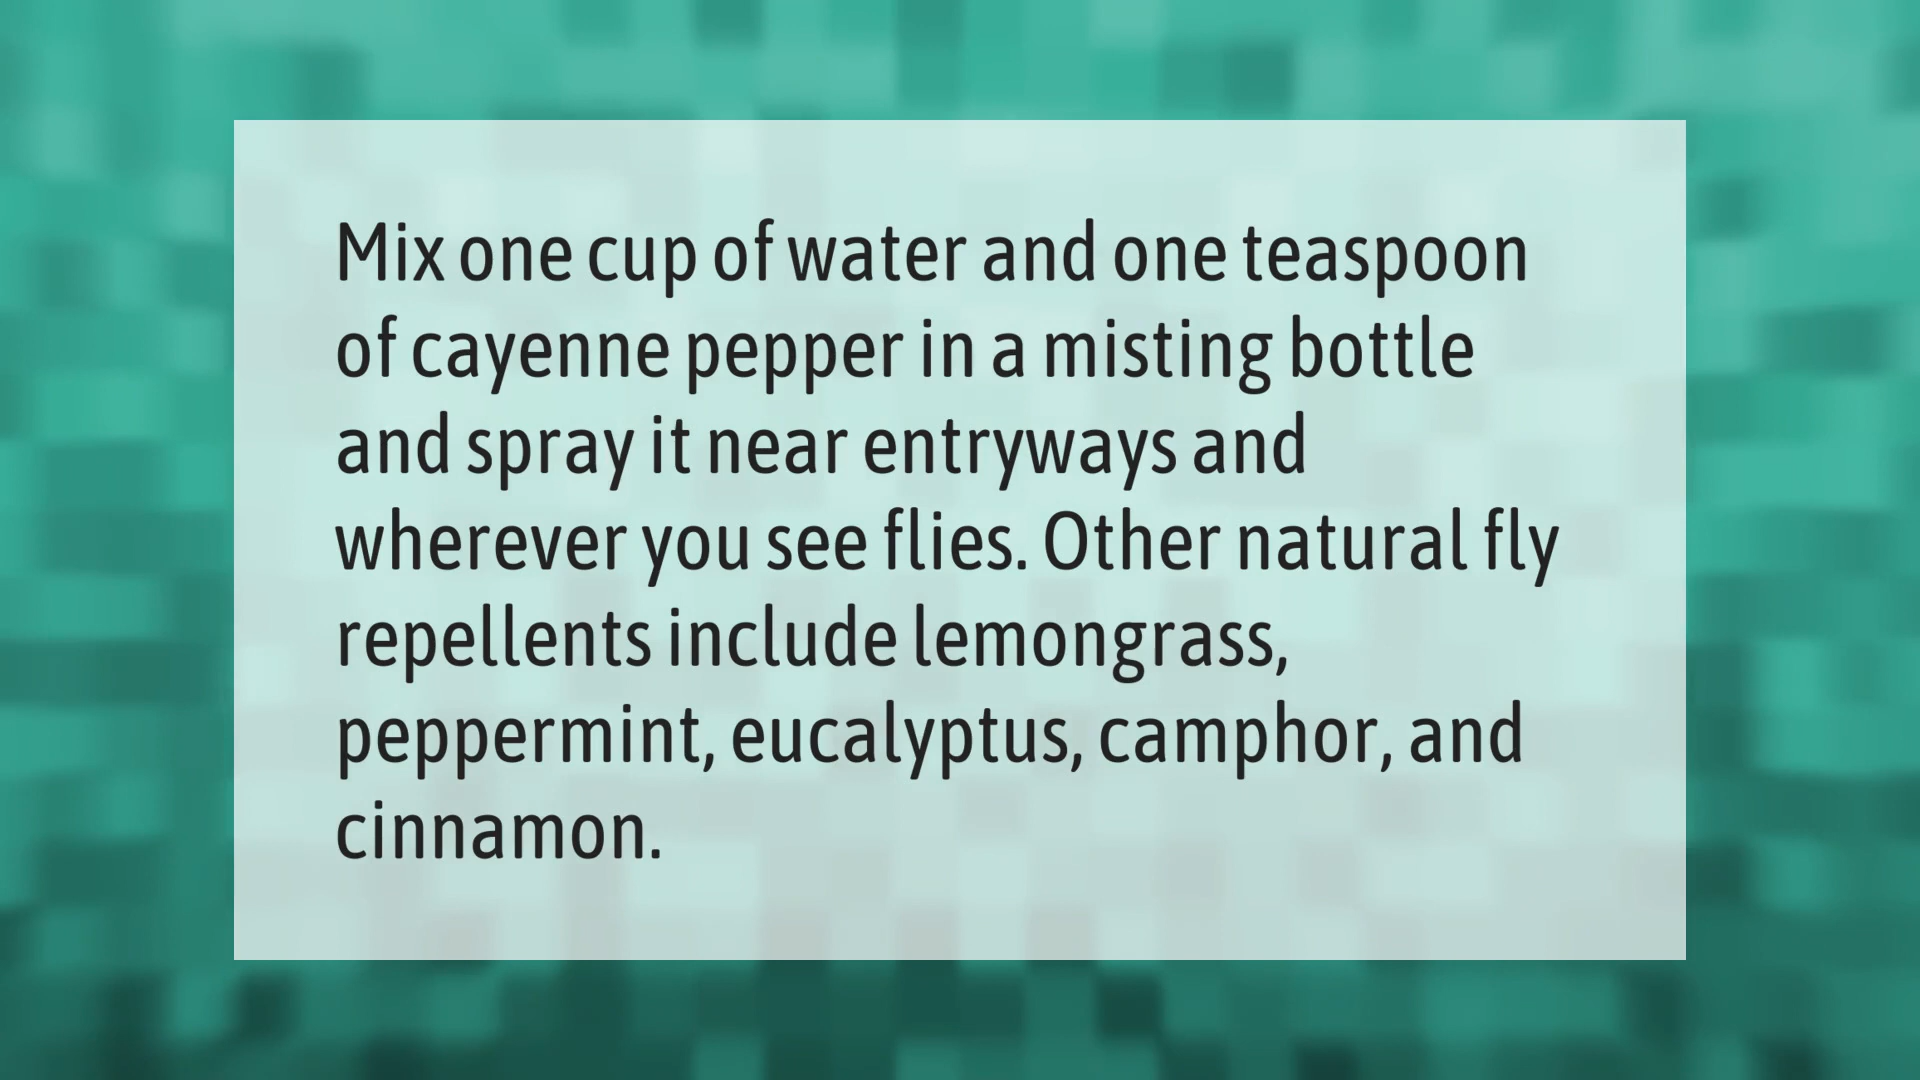 Mix one cup of water and one teaspoon
of cayenne pepper in a misting bottle
and spray it near entryways and
wherever you see flies. Other natural fly
repellents include lemongrass,
peppermint, eucalyptus, camphor, and
cinnamon.